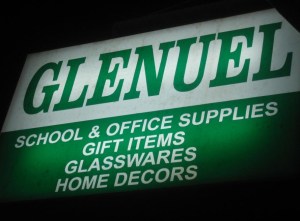 GLENUEL
SCHOOL & OFFICE SUPPLIES
GIFT ITEMS
GLASSWARES
HOME DECORS